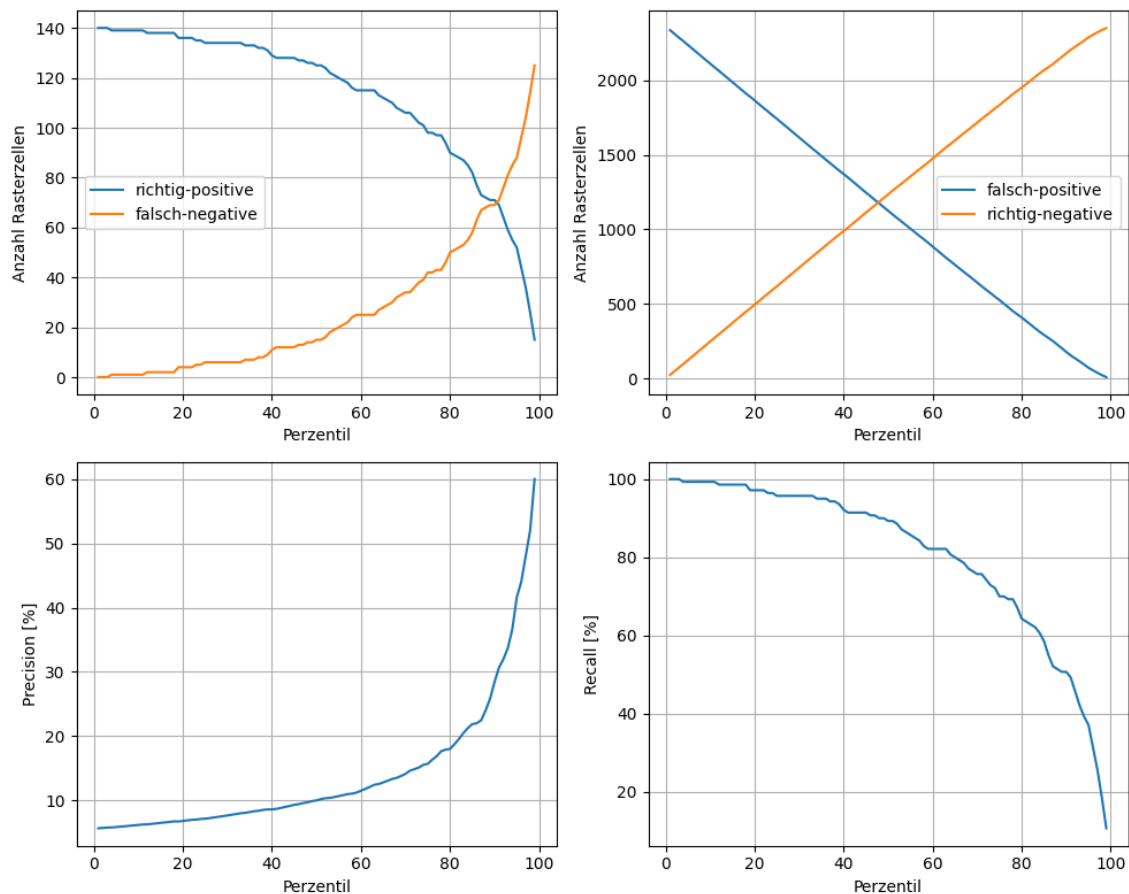 Anzahl Rasterzellen
140
120
100
80
60
40
20
0
richtig-positive
falsch-negative
0 20 40 60 80 100
Perzentil
Anzahl Rasterzellen
2000
1500
1000
500
0
falsch-positive
richtig-negative
0 20 40 60 80 100
Perzentil
Precision [%]
60
50
40
30
20
10
0 20 40 60 80 100
Perzentil
Recall [%]
100
80
60
40
20
0 20 40 60 80 100
Perzentil